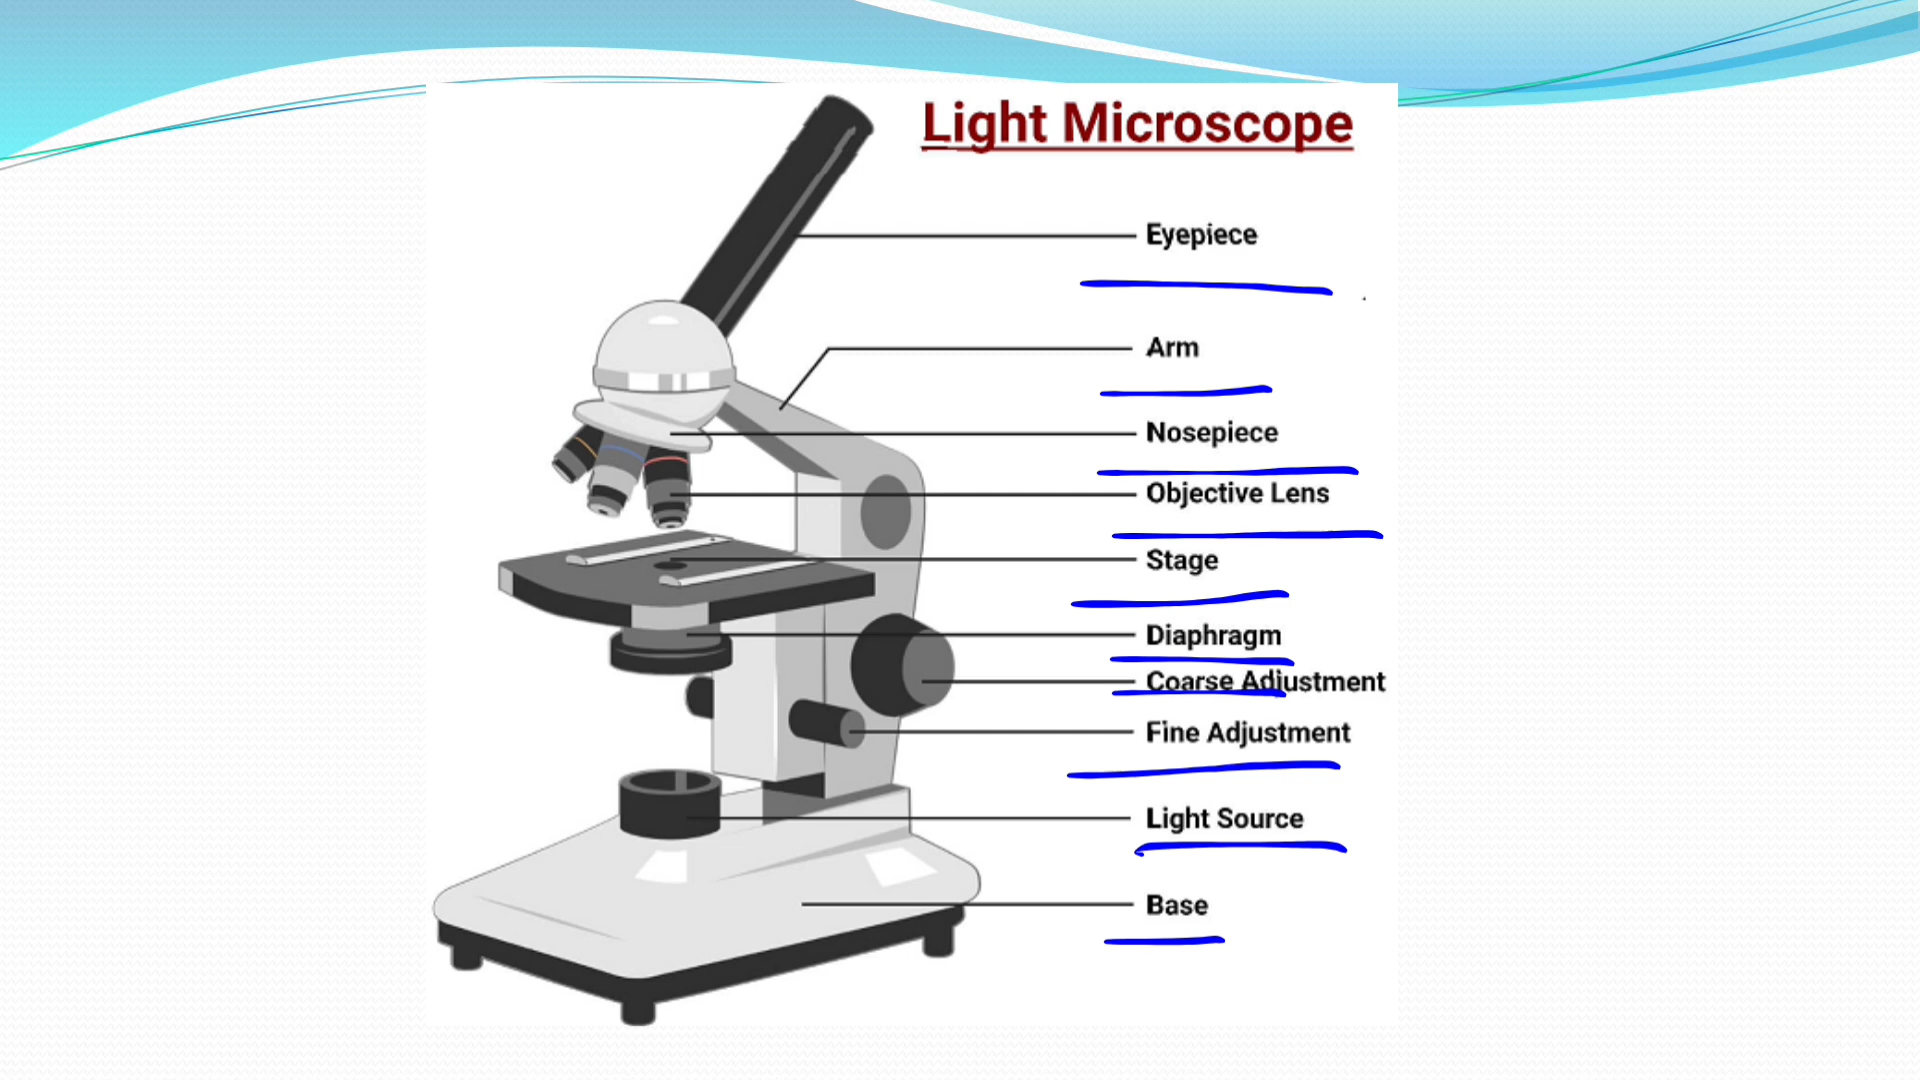 Light Microscope
Eyepiece
Arm
Nosepiece
Objective Lens
Stage
Diaphragm
Coarse Adjustment
Fine Adjustment
Light Source
Base